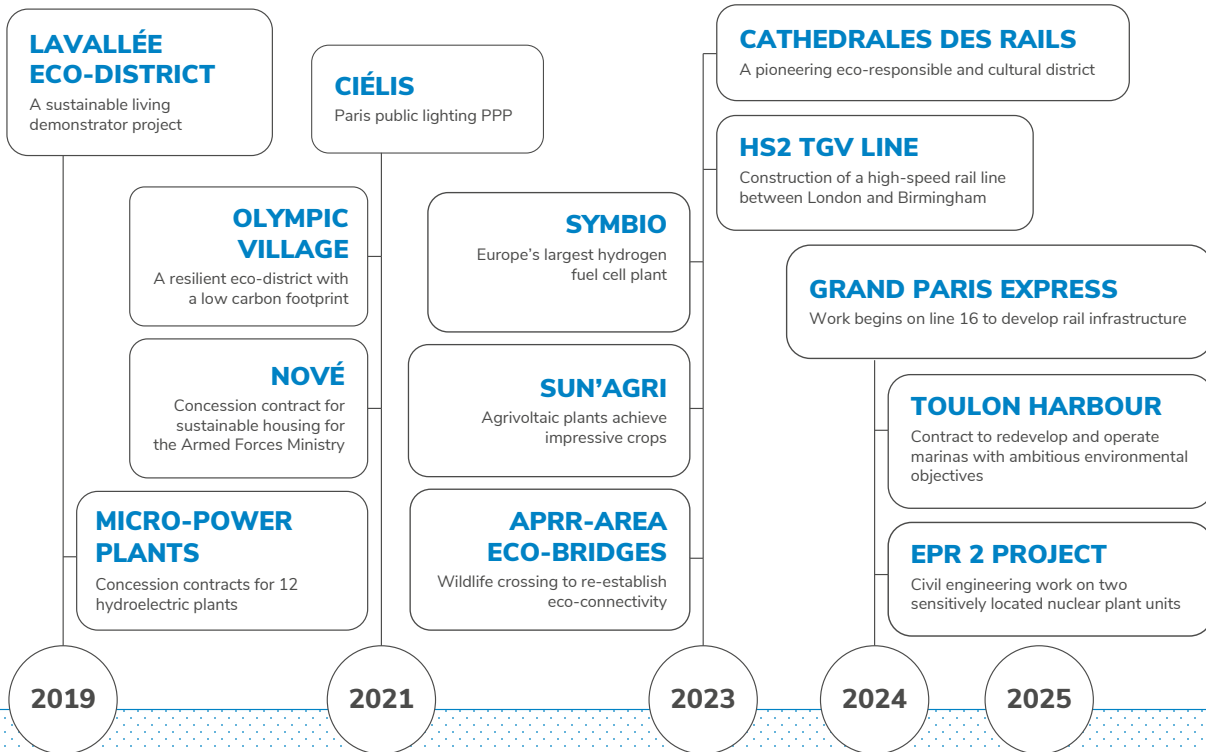 LAVALLÉE
ECO-DISTRICT
A sustainable living
demonstrator project
MICRO-POWER
PLANTS
Concession contracts for 12
hydroelectric plants
2019
CIÉLIS
Paris public lighting PPP
OLYMPIC
VILLAGE
A resilient eco-district with
a low carbon footprint
NOVÉ
Concession contract for
sustainable housing for
the Armed Forces Ministry
2021
CATHEDRALES DES RAILS
A pioneering eco-responsible and cultural district
HS2 TGV LINE
Construction of a high-speed rail line
between London and Birmingham
SYMBIO
Europe’s largest hydrogen
fuel cell plant
SUN’AGRI
Agrivoltaic plants achieve
impressive crops
APRR-AREA
ECO-BRIDGES
Wildlife crossing to re-establish
eco-connectivity
2023
GRAND PARIS EXPRESS
Work begins on line 16 to develop rail infrastructure
TOULON HARBOUR
Contract to redevelop and operate
marinas with ambitious environmental
objectives
EPR 2 PROJECT
Civil engineering work on two
sensitively located nuclear plant units
2024
2025